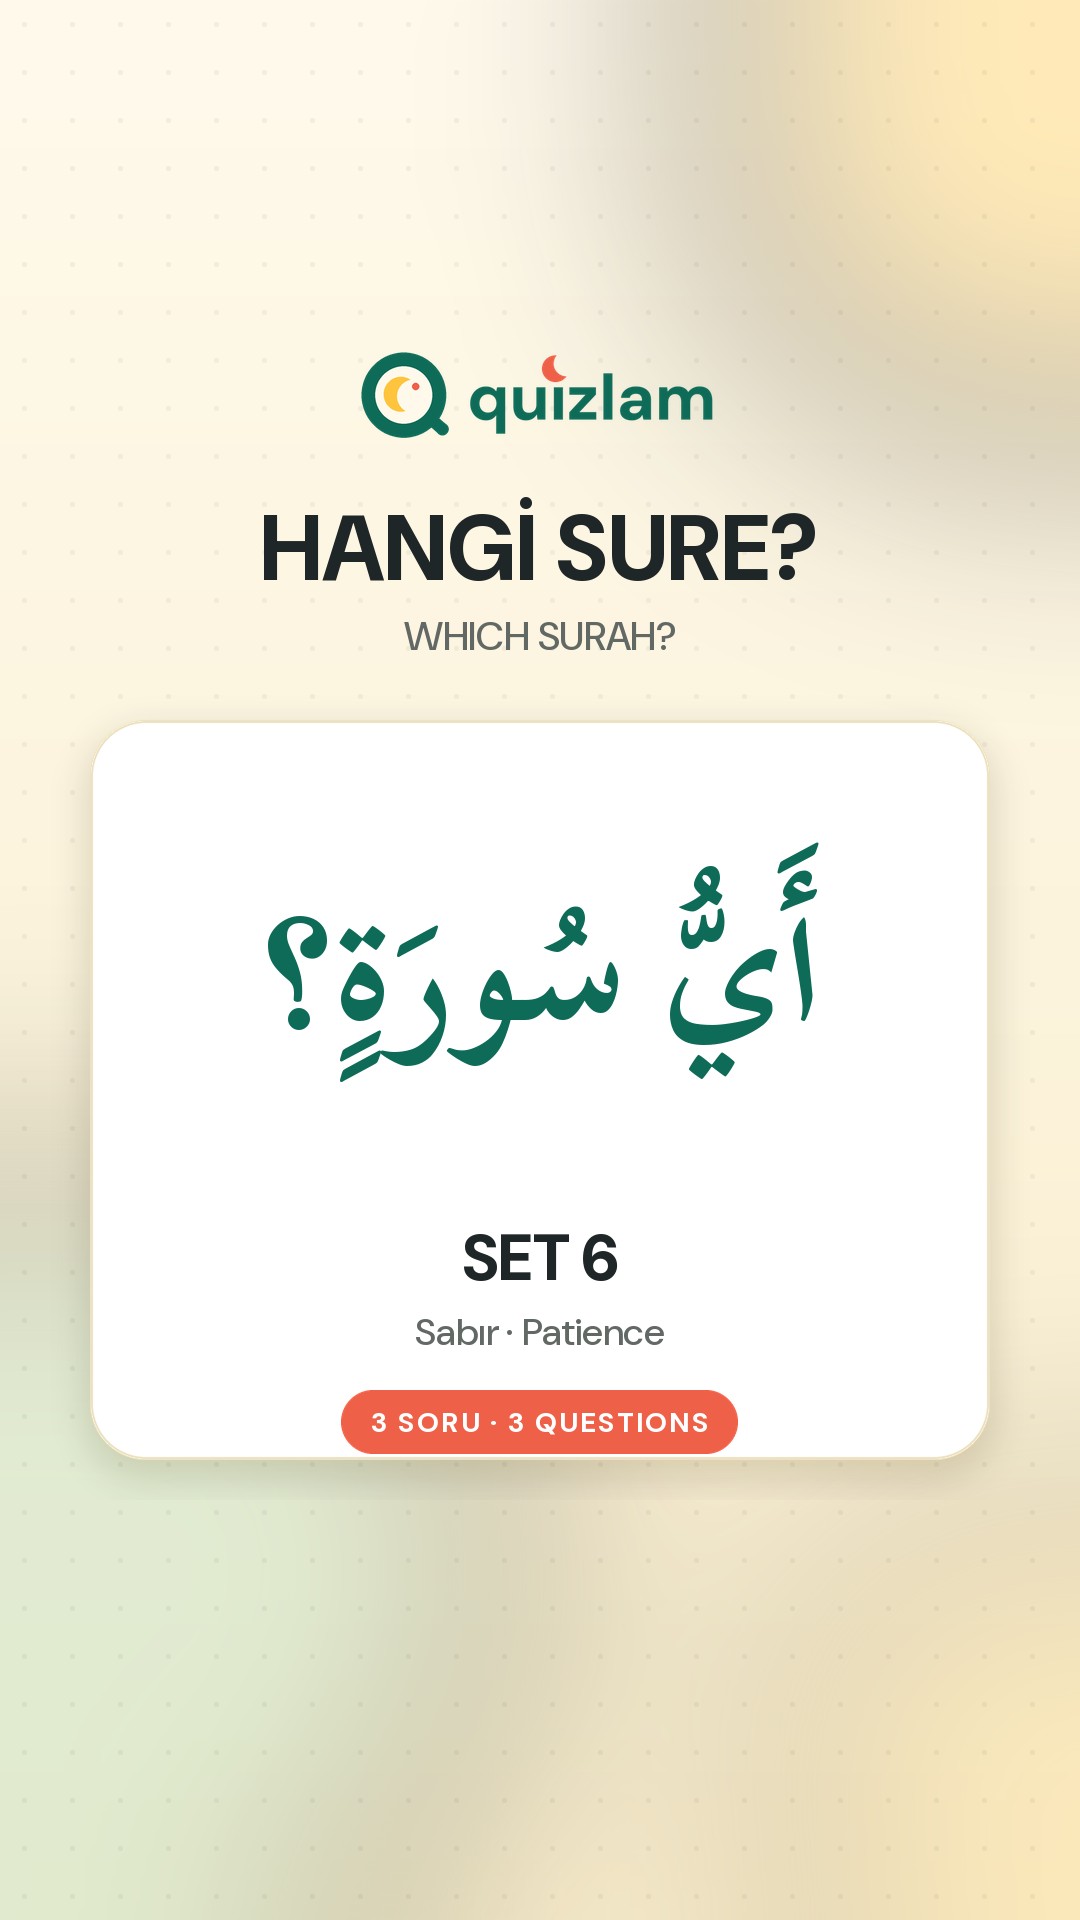 quizlam
HANGİ SURE?
WHICH SURAH?
أَيُّ سُورَةٍ؟
SET 6
Sabır · Patience
3 SORU · 3 QUESTIONS